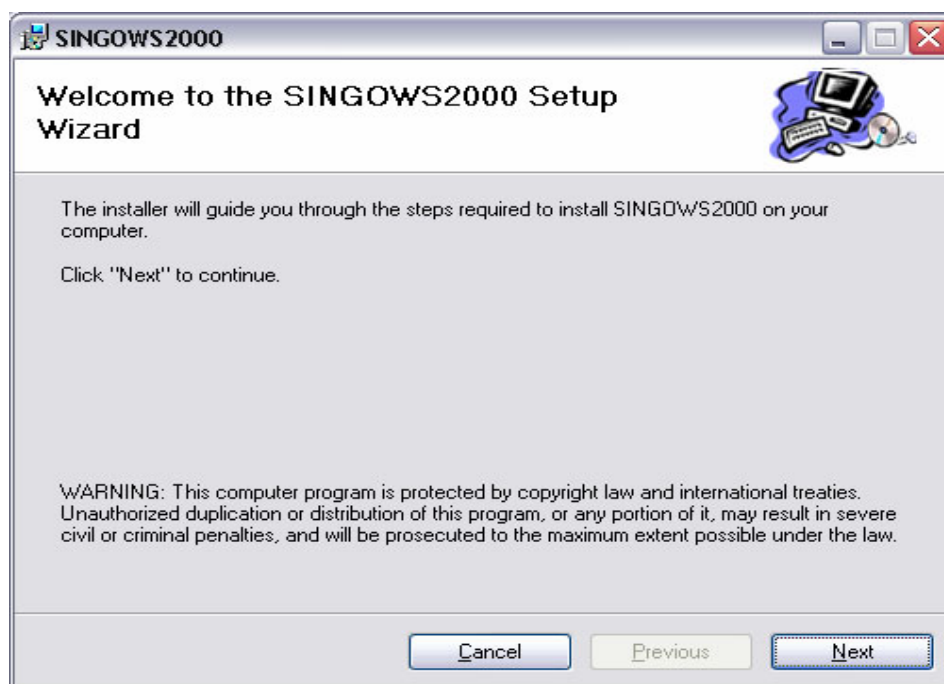 SINGOWS2000
Welcome to the SINGOWS2000 Setup
Wizard
The installer will guide you through the steps required to install SINGOWS2000 on your
computer.
Click "Next" to continue.
WARNING: This computer program is protected by copyright law and international treaties.
Unauthorized duplication or distribution of this program, or any portion of it, may result in severe
civil or criminal penalties, and will be prosecuted to the maximum extent possible under the law.
Cancel Previous Next